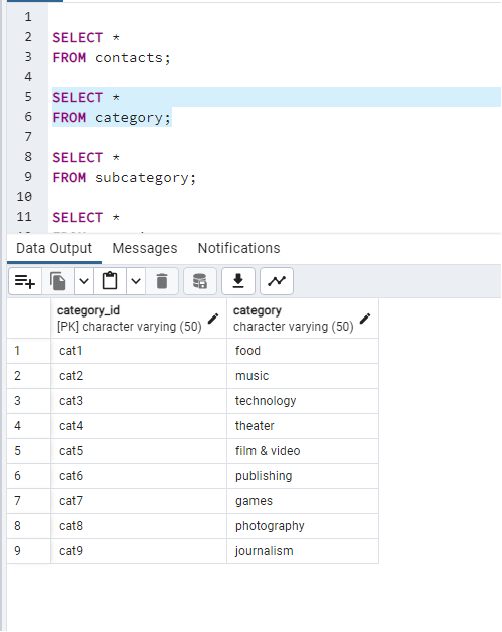 1
2 SELECT *
3 FROM contacts;
4
5 SELECT *
6 FROM category;
7
8 SELECT *
9 FROM subcategory;
10
11 SELECT *
Data Output Messages Notifications
category_id category
[PK] character varying (50) character varying (50)
1 cat1 food
2 cat2 music
3 cat3 technology
4 cat4 theater
5 cat5 film & video
6 cat6 publishing
7 cat7 games
8 cat8 photography
9 cat9 journalism